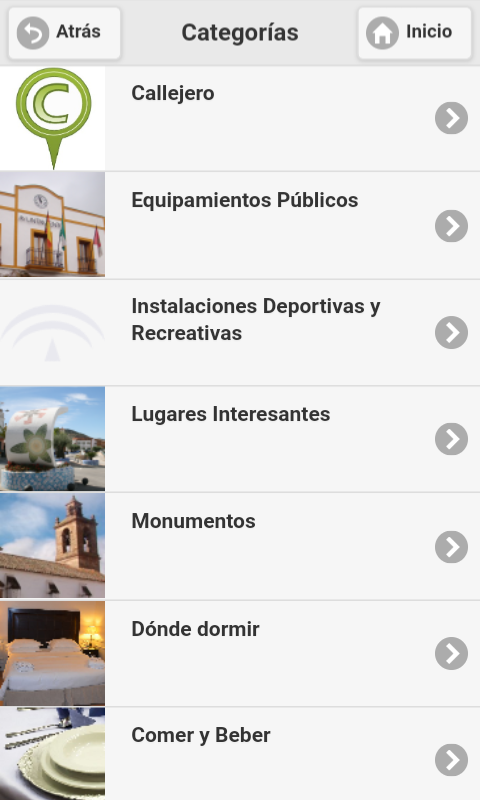 Atrás
Categorías
Inicio
C
Callejero
Equipamientos Públicos
Instalaciones Deportivas y
Recreativas
Lugares Interesantes
Monumentos
Dónde dormir
Comer y Beber